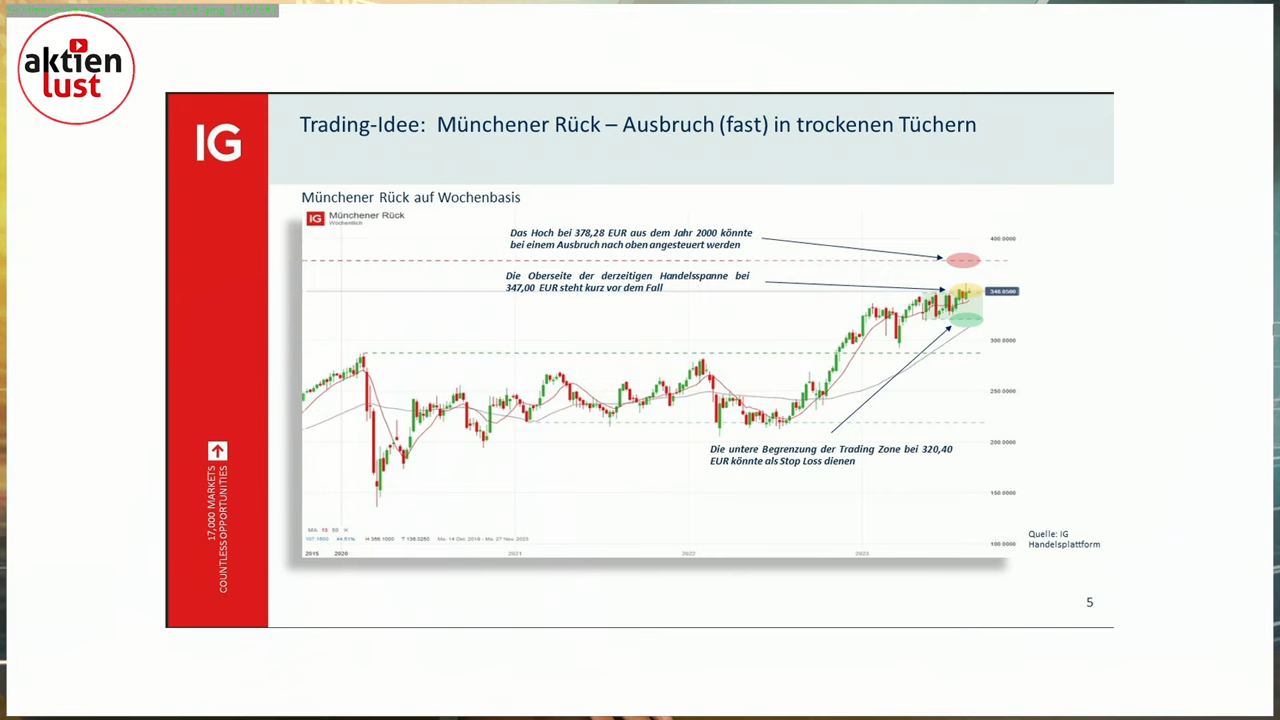 aktien
lust
IG
Trading-Idee: Münchener Rück – Ausbruch (fast) in trockenen Tüchern
Münchener Rück auf Wochenbasis
IG Münchener Rück
Wöchentlich
Das Hoch bei 378,28 EUR aus dem Jahr 2000 könnte
bei einem Ausbruch nach oben angesteuert werden
400.0000
Die Oberseite der derzeitigen Handelsspanne bei
347,00 EUR steht kurz vor dem Fall
346.0500
300.0000
250.0000
200.0000
Die untere Begrenzung der Trading Zone bei 320,40
EUR könnte als Stop Loss dienen
150.0000
100.0000
2015 2020 2021 2022 2023
Quelle: IG
Handelsplattform
17,000 MARKETS
COUNTLESS OPPORTUNITIES
5